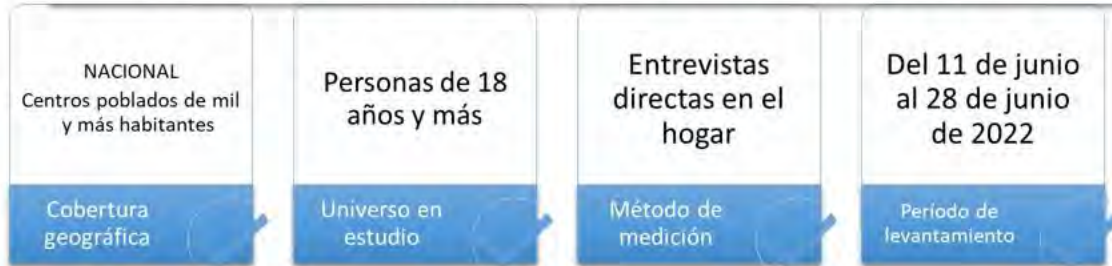 NACIONAL
Centros poblados de mil
y más habitantes
Cobertura
geográfica
Personas de 18
años y más
Universo en
estudio
Entrevistas
directas en el
hogar
Método de
medición
Del 11 de junio
al 28 de junio
de 2022
Período de
levantamiento